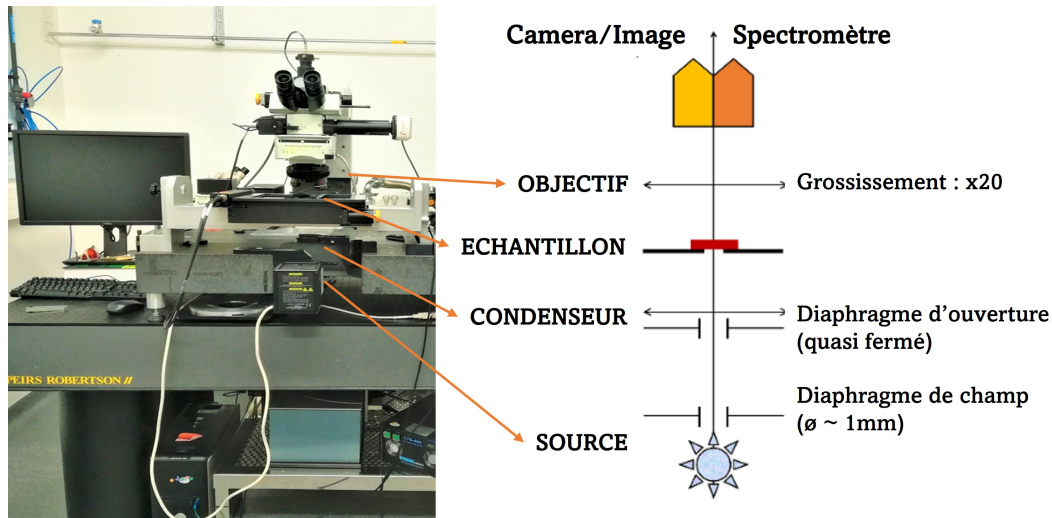 Camera/Image Spectromètre
OBJECTIF
Grossissement : x20
ECHANTILLON
CONDENSEUR
Diaphragme d’ouverture
(quasi fermé)
Diaphragme de champ
(ø ~ 1mm)
SOURCE
PEIRS ROBERTSON //